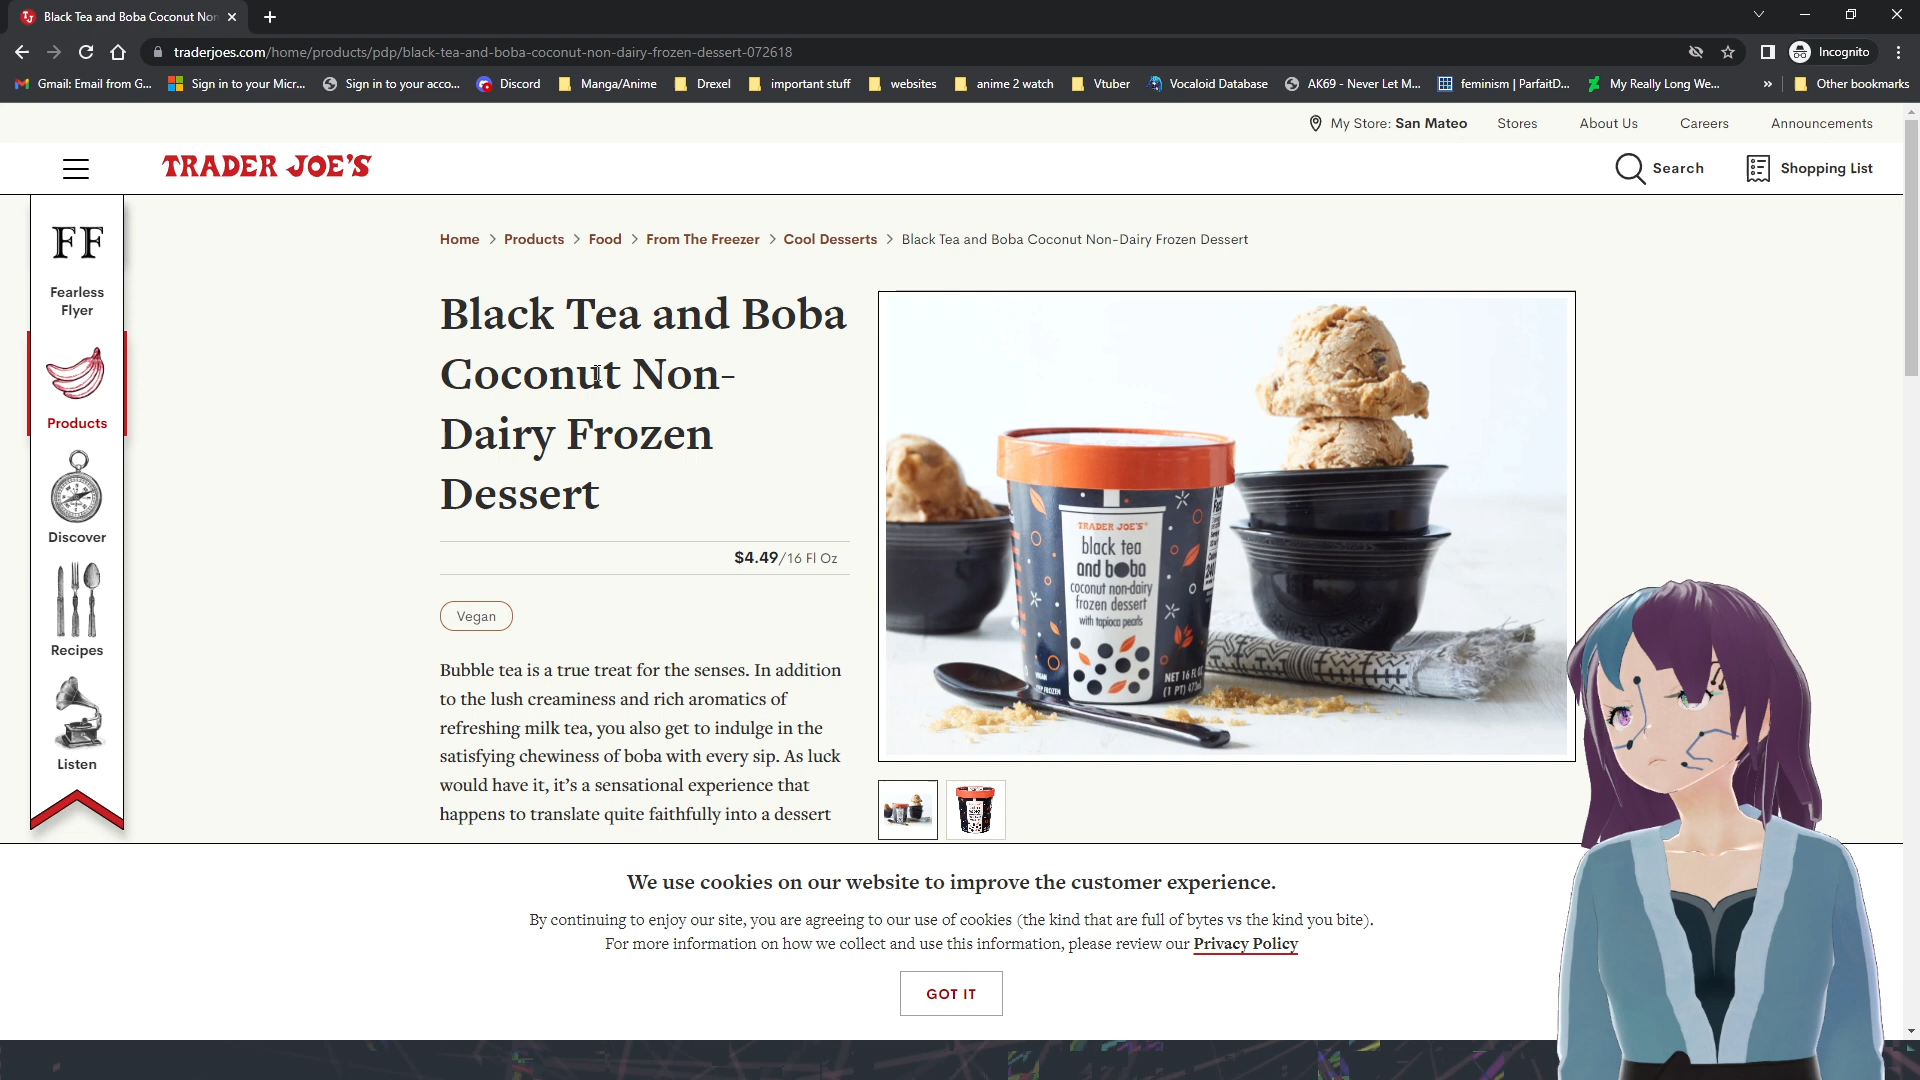 Black Tea and Boba Coconut Non
traderjoes.com/home/products/pdp/black-tea-and-boba-coconut-non-dairy-frozen-dessert-072618
Incognito
Gmail: Email from G... Sign in to your Micr... Sign in to your acco... Discord Manga/Anime Drexel important stuff websites anime 2 watch Vtuber Vocaloid Database AK69 - Never Let M... feminism | ParfaitD... My Really Long We... » Other bookmarks
My Store: San Mateo Stores About Us Careers Announcements
TRADER JOE'S
Search Shopping List
FF
Fearless
Flyer
Products
Discover
Recipes
Listen
Home > Products > Food > From The Freezer > Cool Desserts > Black Tea and Boba Coconut Non-Dairy Frozen Dessert
Black Tea and Boba
Coconut Non-
Dairy Frozen
Dessert
$4.49/16 Fl Oz
Vegan
Bubble tea is a true treat for the senses. In addition
to the lush creaminess and rich aromatics of
refreshing milk tea, you also get to indulge in the
satisfying chewiness of boba with every sip. As luck
would have it, it's a sensational experience that
happens to translate quite faithfully into a dessert
TRADER JOE'S
black tea
and boba
coconut non-dairy
frozen dessert
with tapioca pearls
NET 16 FL OZ
(1 PT) 473mL
We use cookies on our website to improve the customer experience.
By continuing to enjoy our site, you are agreeing to our use of cookies (the kind that are full of bytes vs the kind you bite).
For more information on how we collect and use this information, please review our Privacy Policy
GOT IT